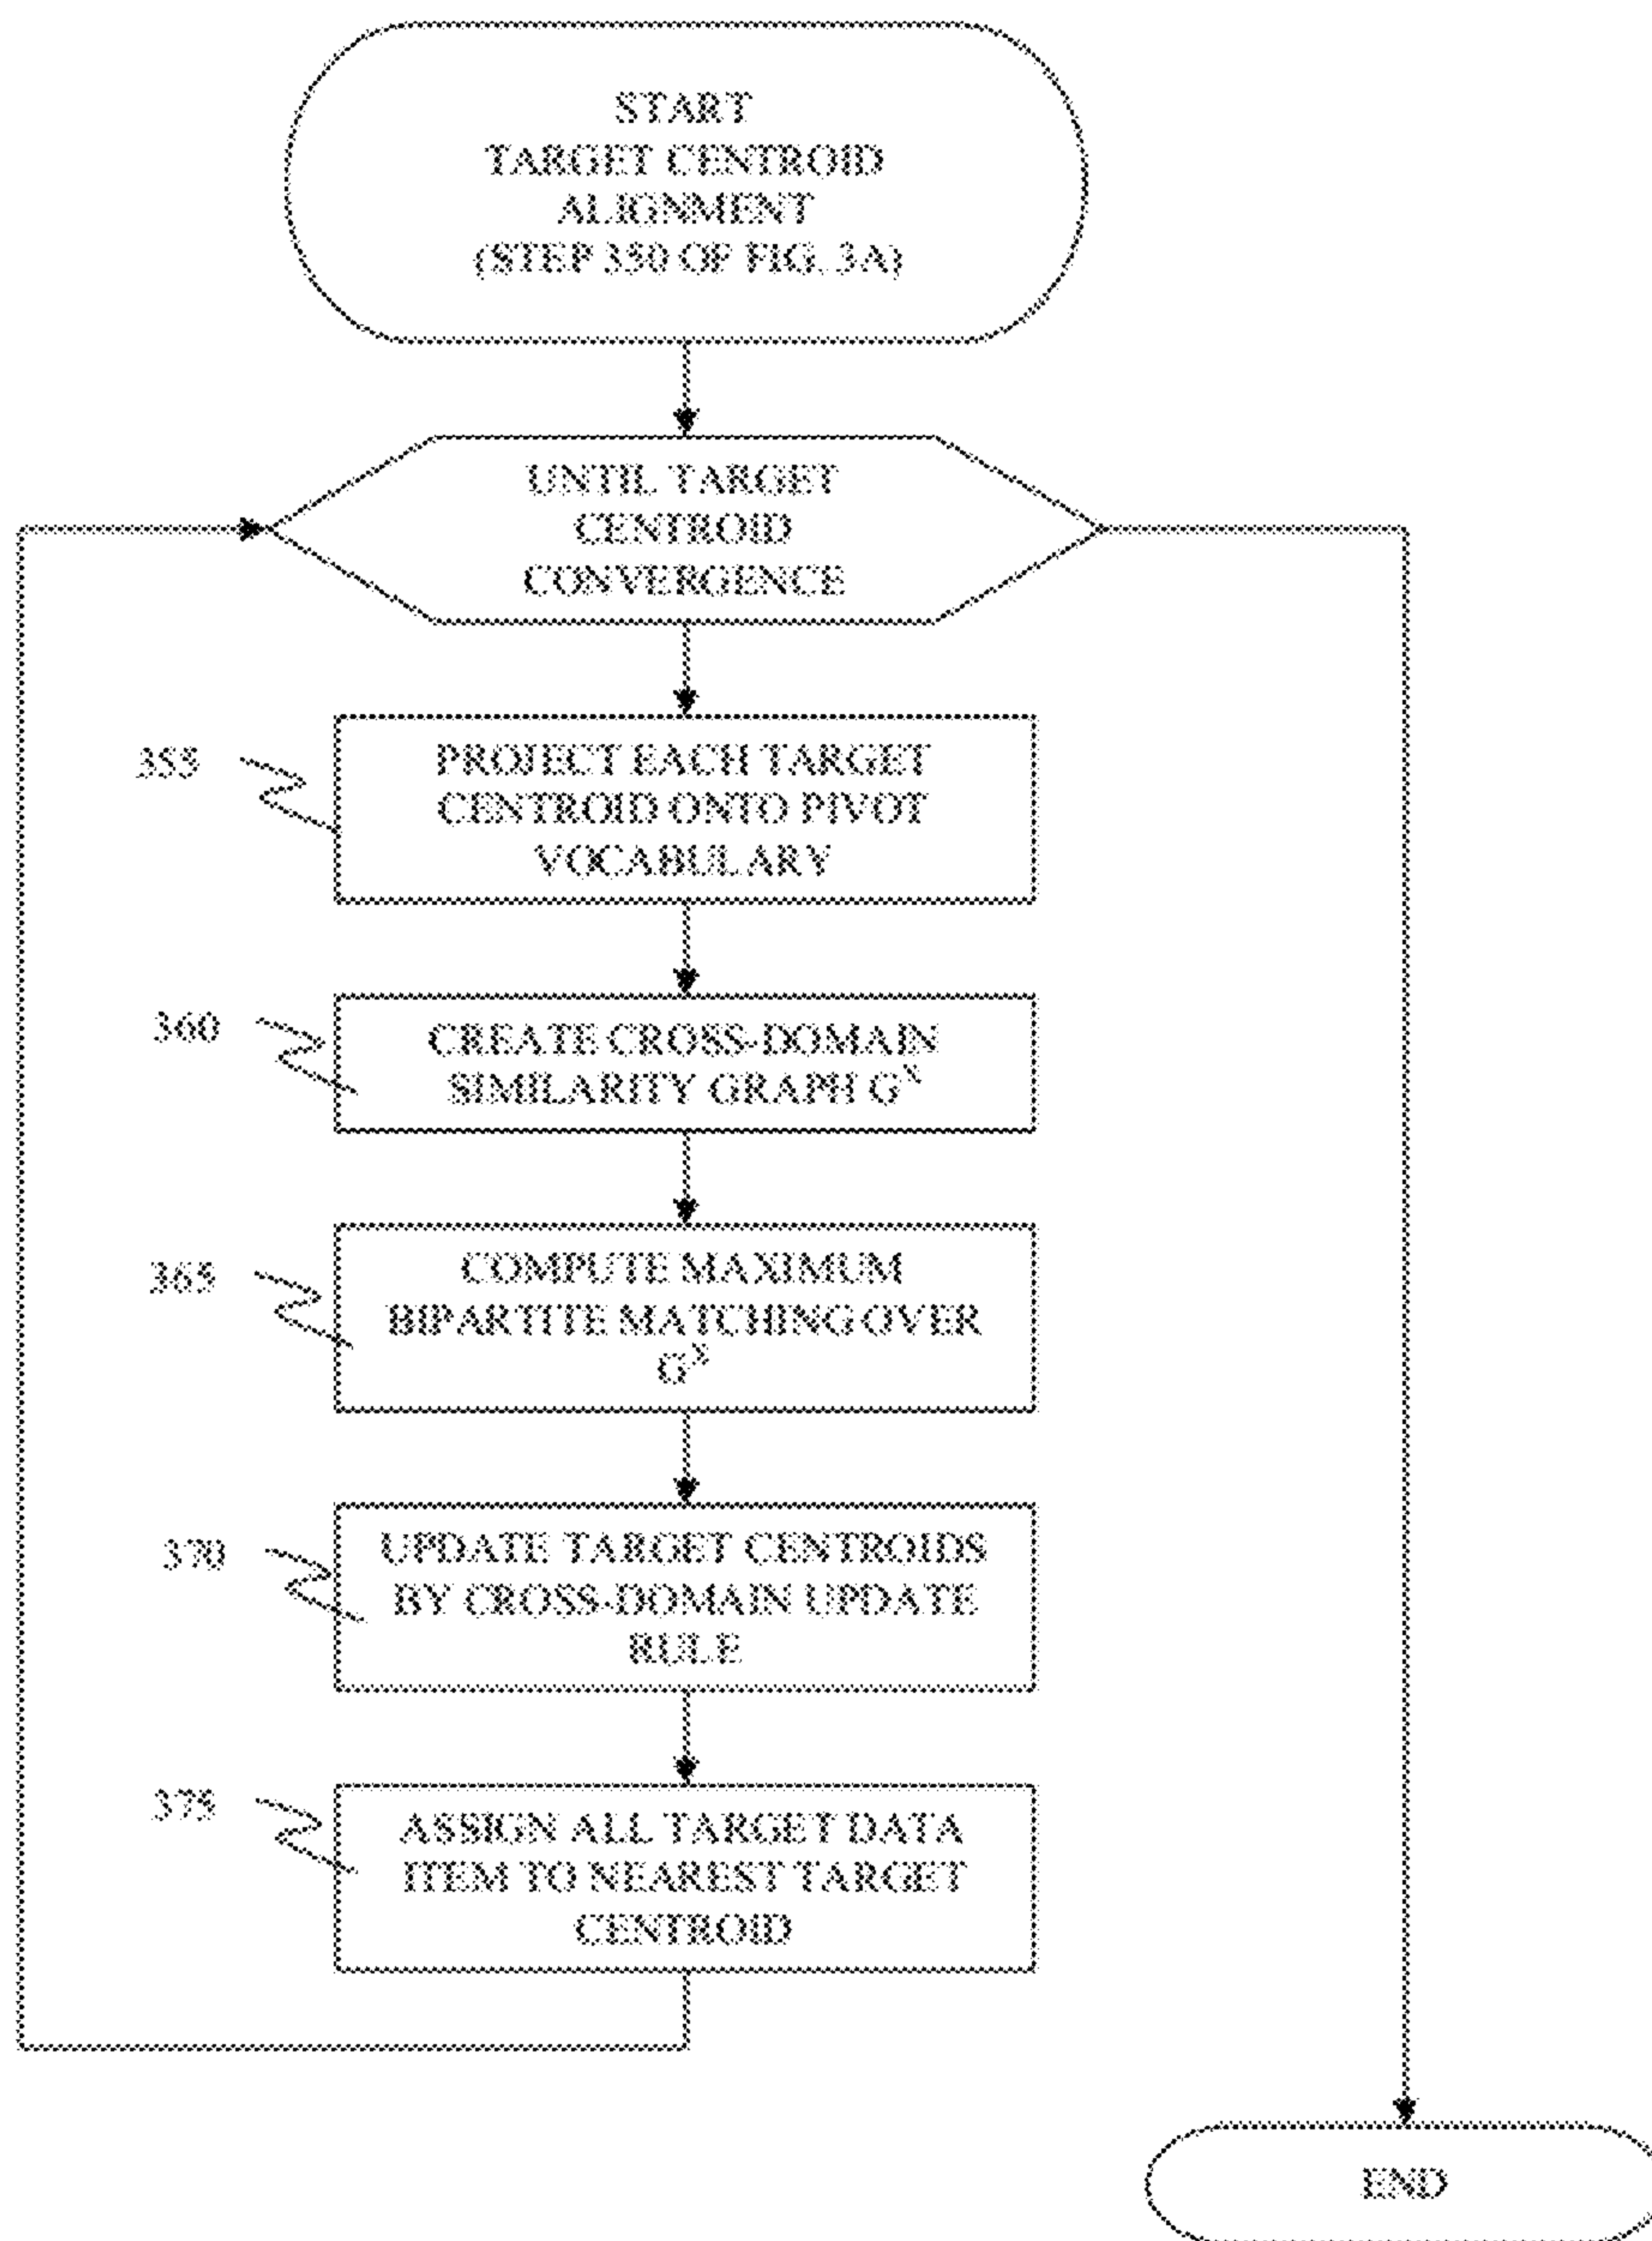 START
TARGET CENTROID
ALIGNMENT
(STEP 350 OF FIG. 3A)
UNTIL TARGET
CENTROID
CONVERGENCE
355
PROJECT EACH TARGET
CENTROID ONTO PIVOT
VOCABULARY
360
CREATE CROSS-DOMAIN
SIMILARITY GRAPH G^X
365
COMPUTE MAXIMUM
BIPARTITE MATCHING OVER
G^X
370
UPDATE TARGET CENTROIDS
BY CROSS-DOMAIN UPDATE
RULE
375
ASSIGN ALL TARGET DATA
ITEM TO NEAREST TARGET
CENTROID
END